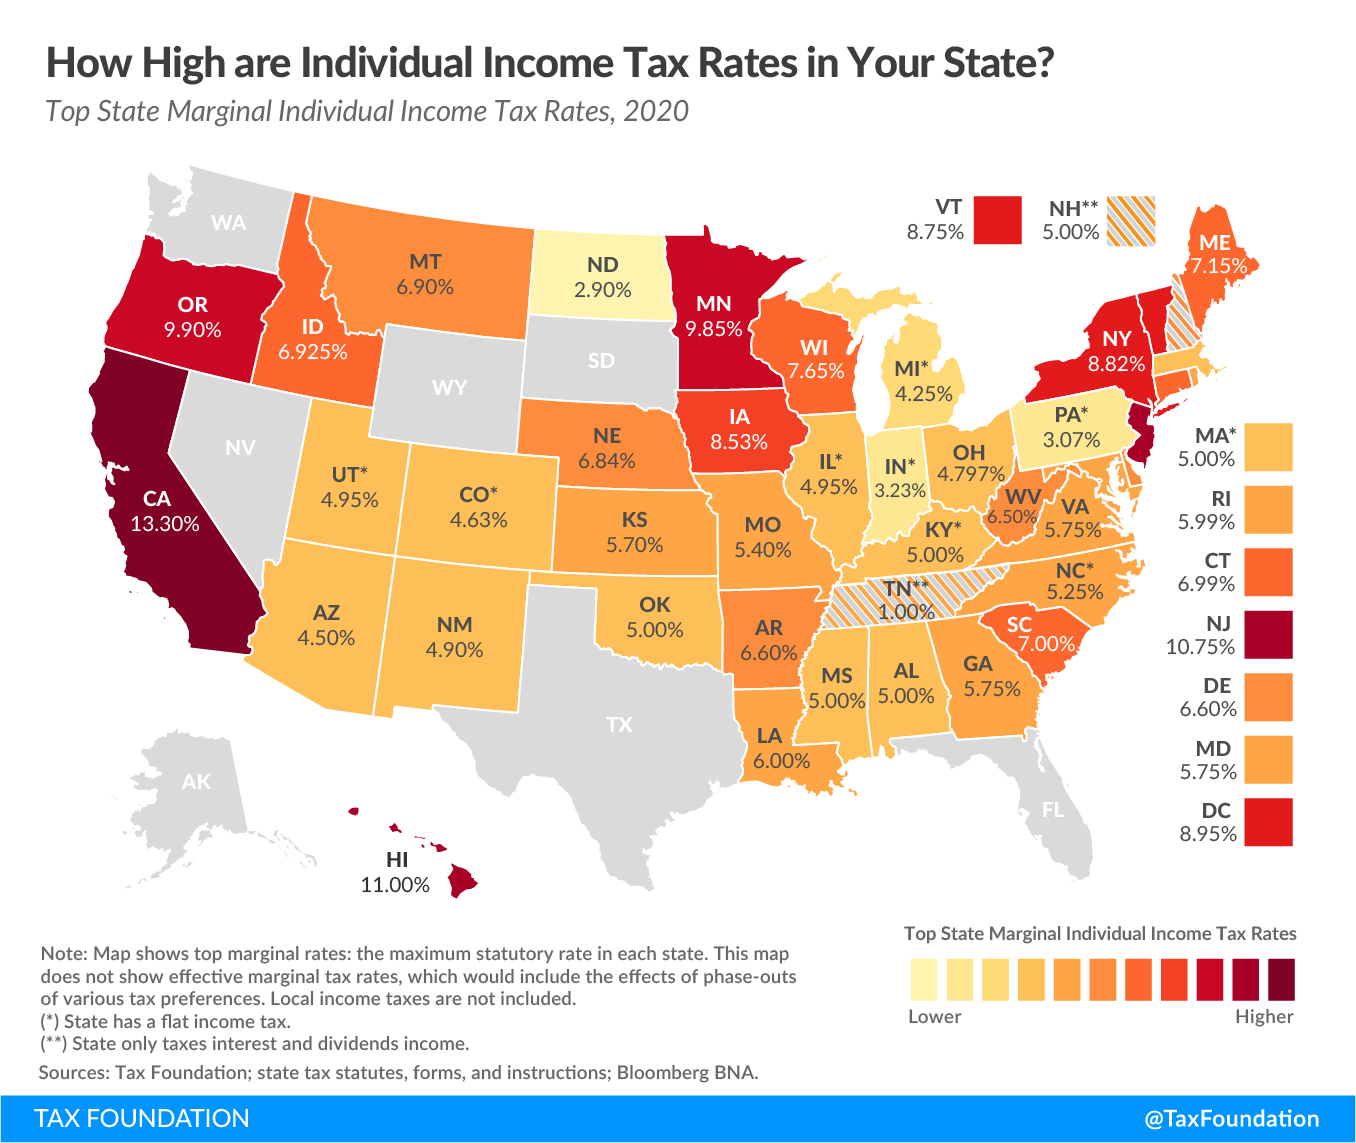 How High are Individual Income Tax Rates in Your State?
Top State Marginal Individual Income Tax Rates, 2020
WA
OR
9.90%
CA
13.30%
NV
ID
6.925%
MT
6.90%
WY
UT*
4.95%
CO*
4.63%
AZ
4.50%
NM
4.90%
ND
2.90%
SD
NE
6.84%
KS
5.70%
OK
5.00%
TX
MN
9.85%
IA
8.53%
MO
5.40%
AR
6.60%
LA
6.00%
WI
7.65%
IL*
4.95%
MI*
4.25%
IN*
3.23%
OH
4.797%
KY*
5.00%
TN**
1.00%
MS
5.00%
AL
5.00%
GA
5.75%
FL
SC
7.00%
NC*
5.25%
VA
5.75%
WV
6.50%
PA*
3.07%
NY
8.82%
ME
7.15%
VT
8.75%
NH**
5.00%
MA*
5.00%
RI
5.99%
CT
6.99%
NJ
10.75%
DE
6.60%
MD
5.75%
DC
8.95%
AK
HI
11.00%
Top State Marginal Individual Income Tax Rates
Lower
Higher
Note: Map shows top marginal rates: the maximum statutory rate in each state. This map
does not show effective marginal tax rates, which would include the effects of phase-outs
of various tax preferences. Local income taxes are not included.
(*) State has a flat income tax.
(**) State only taxes interest and dividends income.
Sources: Tax Foundation; state tax statutes, forms, and instructions; Bloomberg BNA.
TAX FOUNDATION
@TaxFoundation